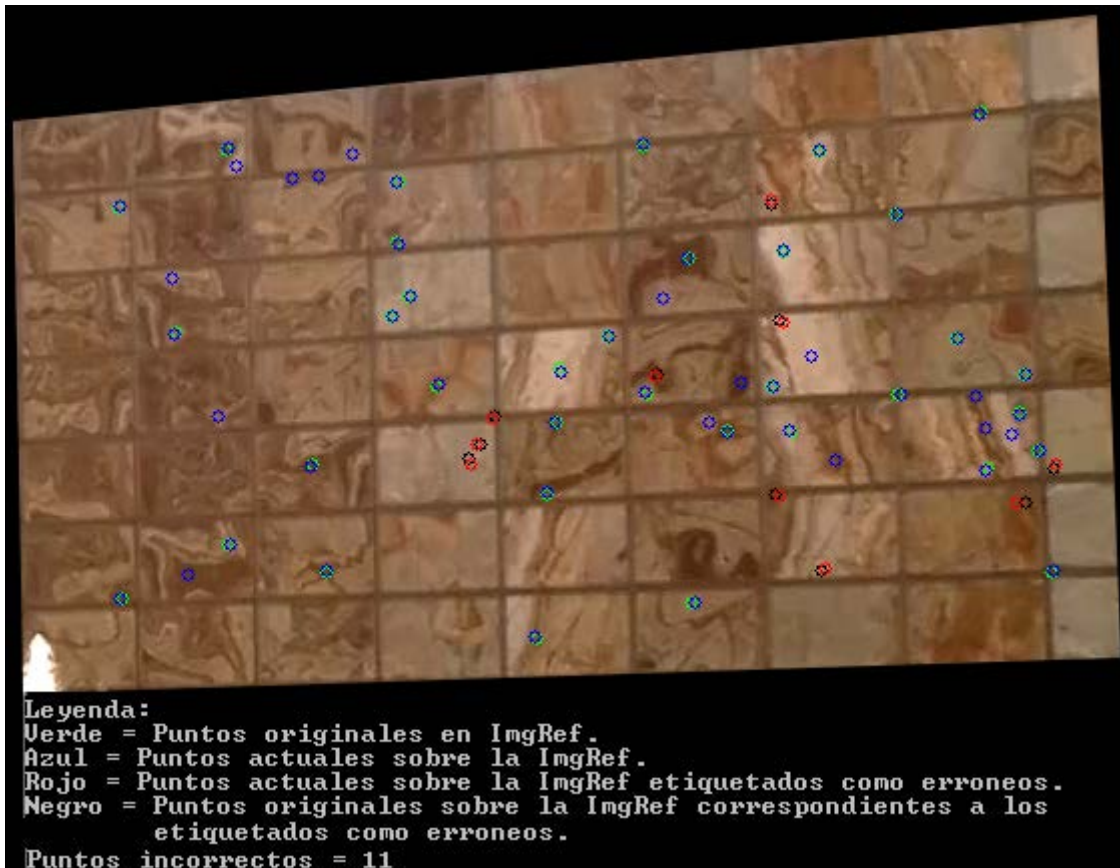 Leyenda:
Verde = Puntos originales en ImgRef.
Azul = Puntos actuales sobre la ImgRef.
Rojo = Puntos actuales sobre la ImgRef etiquetados como erroneos.
Negro = Puntos originales sobre la ImgRef correspondientes a los
etiquetados como erroneos.
Puntos incorrectos = 11